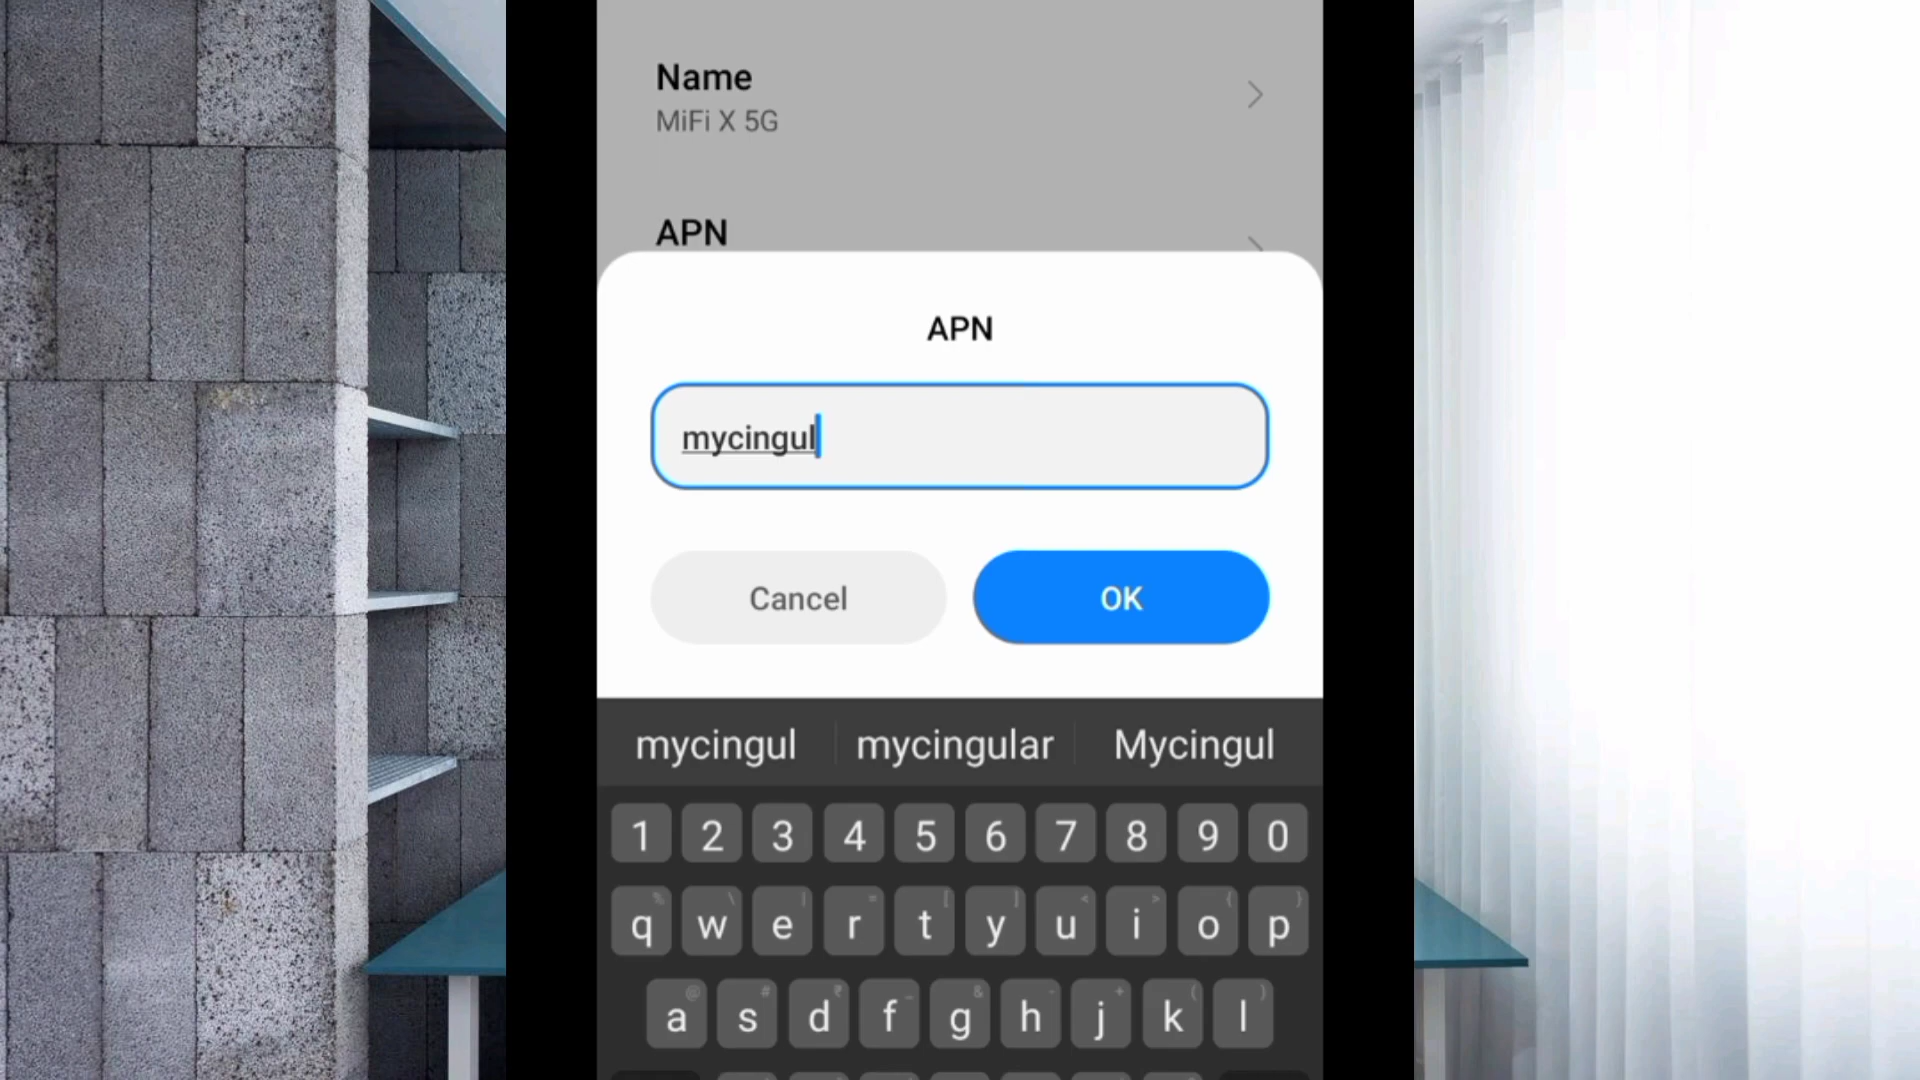 Name
MiFi X 5G
APN
APN
mycingul
Cancel OK
mycingul mycingular Mycingul
1 2 3 4 5 6 7 8 9 0
q w e r t y u i o p
a s d f g h j k l